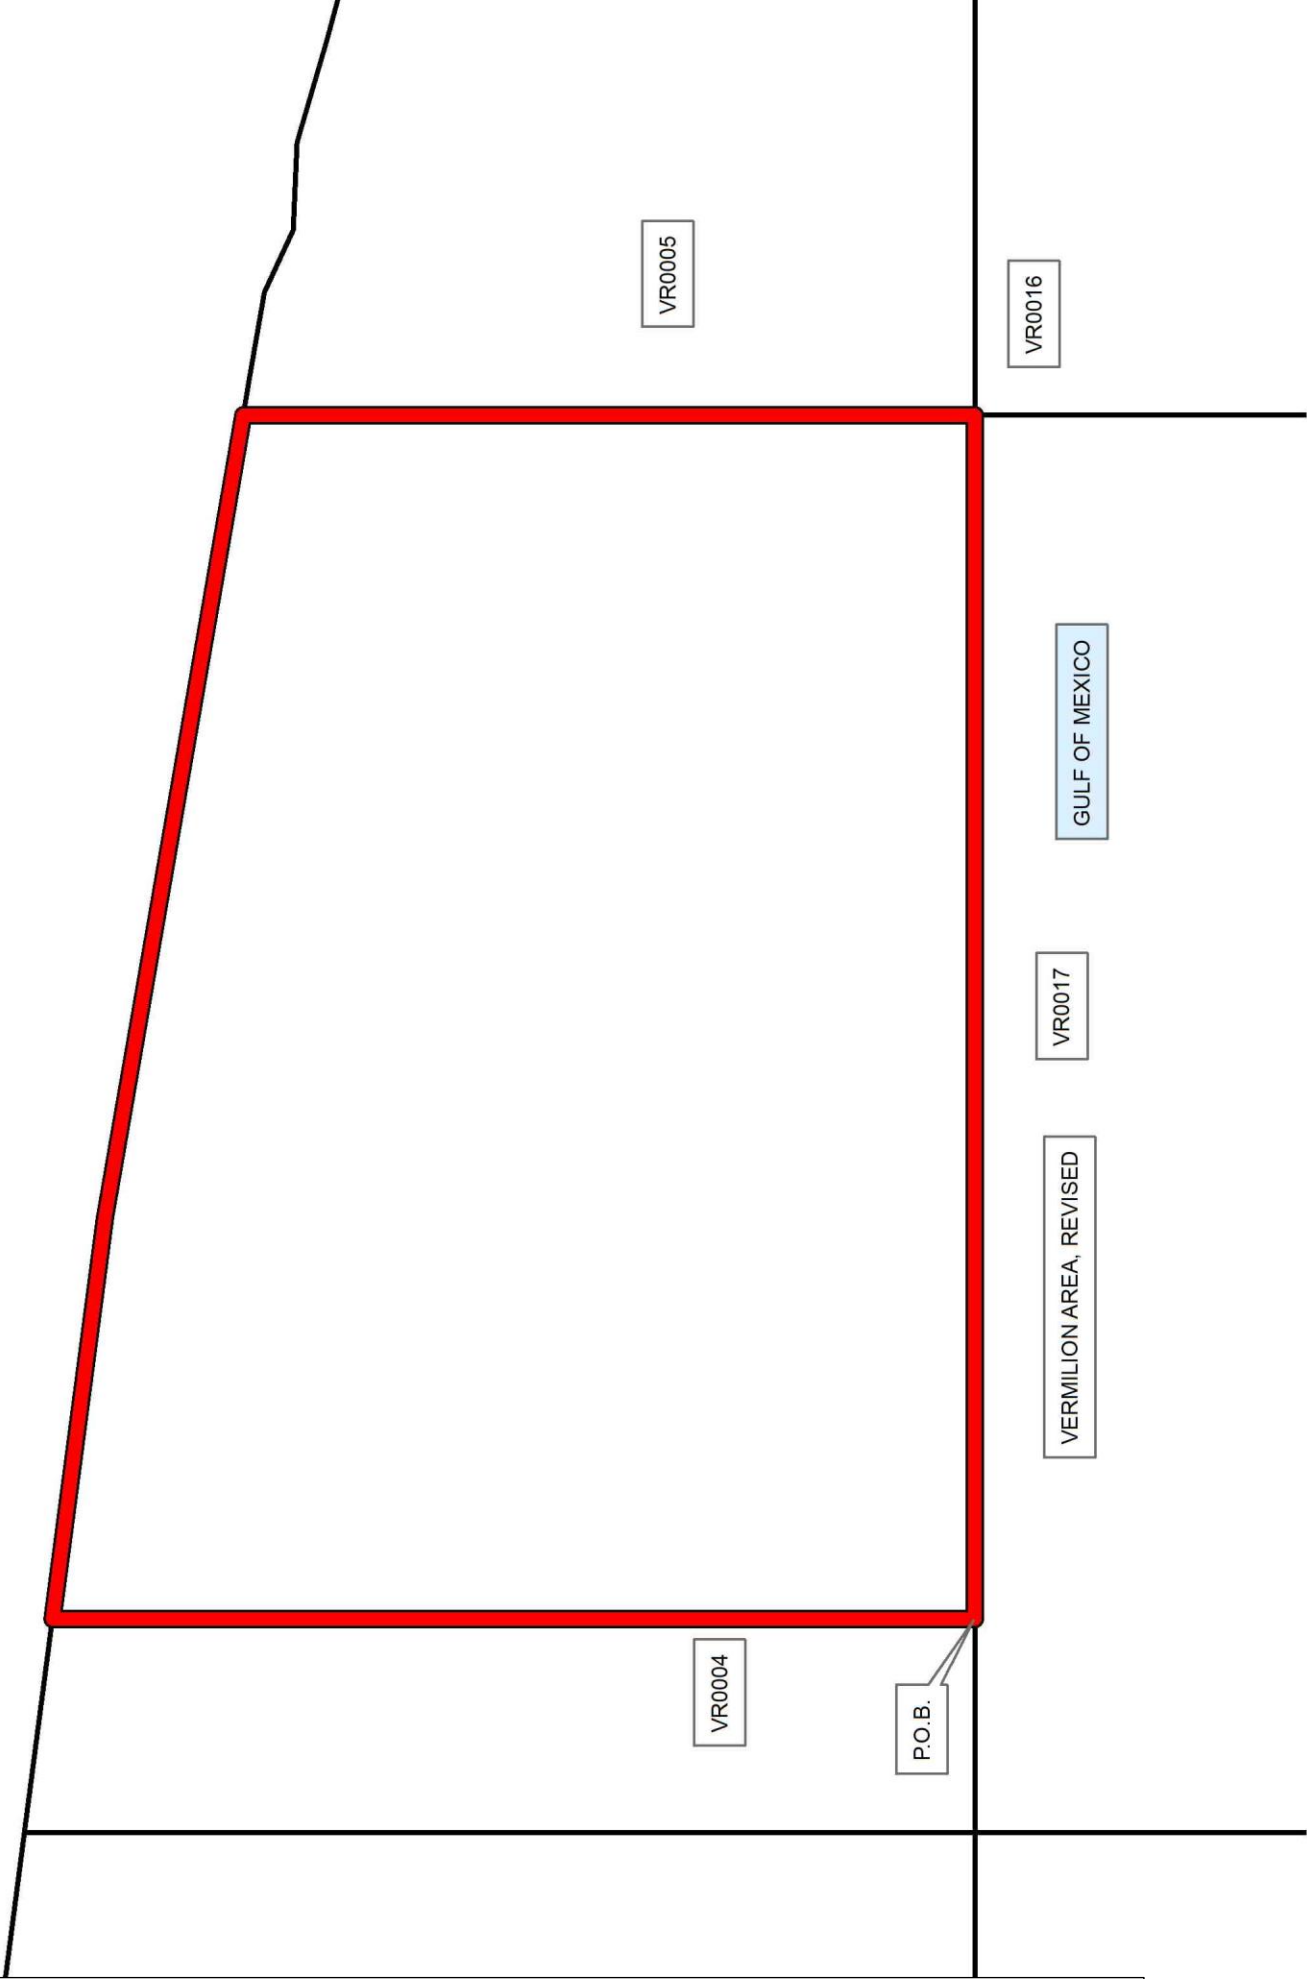 VR0004
P.O.B.
VERMILION AREA, REVISED
VR0017
GULF OF MEXICO
VR0005
VR0016